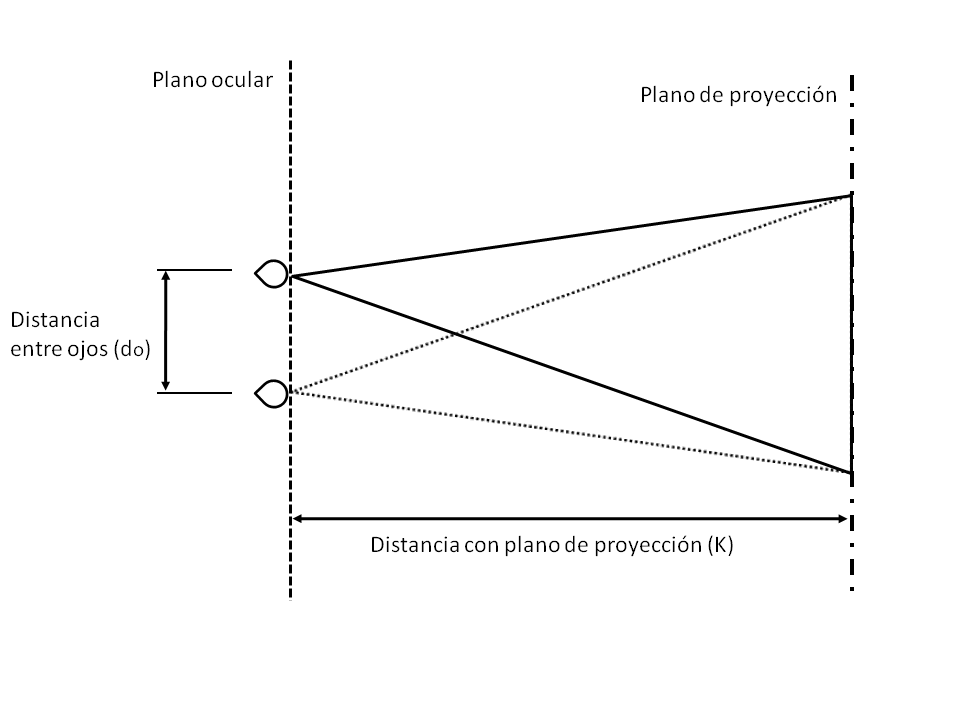 Plano ocular
Plano de proyección
Distancia
entre ojos (do)
Distancia con plano de proyección (K)